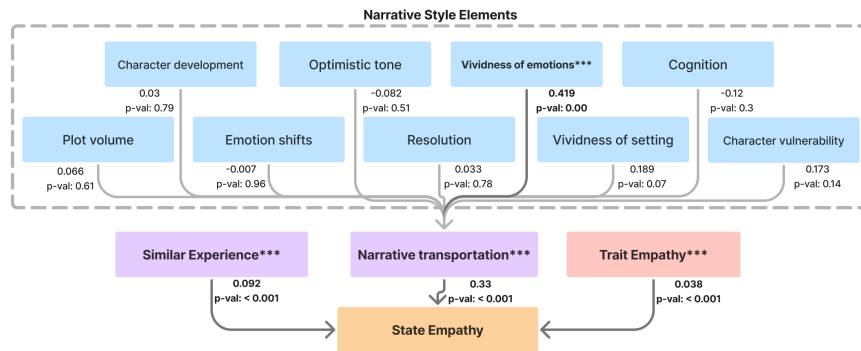 Narrative Style Elements
Character development
Optimistic tone
Vividness of emotions***
Cognition
0.03
p-val: 0.79
-0.082
p-val: 0.51
0.419
p-val: 0.00
-0.12
p-val: 0.3
Plot volume
Emotion shifts
Resolution
Vividness of setting
Character vulnerability
0.066
p-val: 0.61
-0.007
p-val: 0.96
0.033
p-val: 0.78
0.189
p-val: 0.07
0.173
p-val: 0.14
Similar Experience***
Narrative transportation***
Trait Empathy***
0.092
p-val: < 0.001
0.33
p-val: < 0.001
0.038
p-val: < 0.001
State Empathy